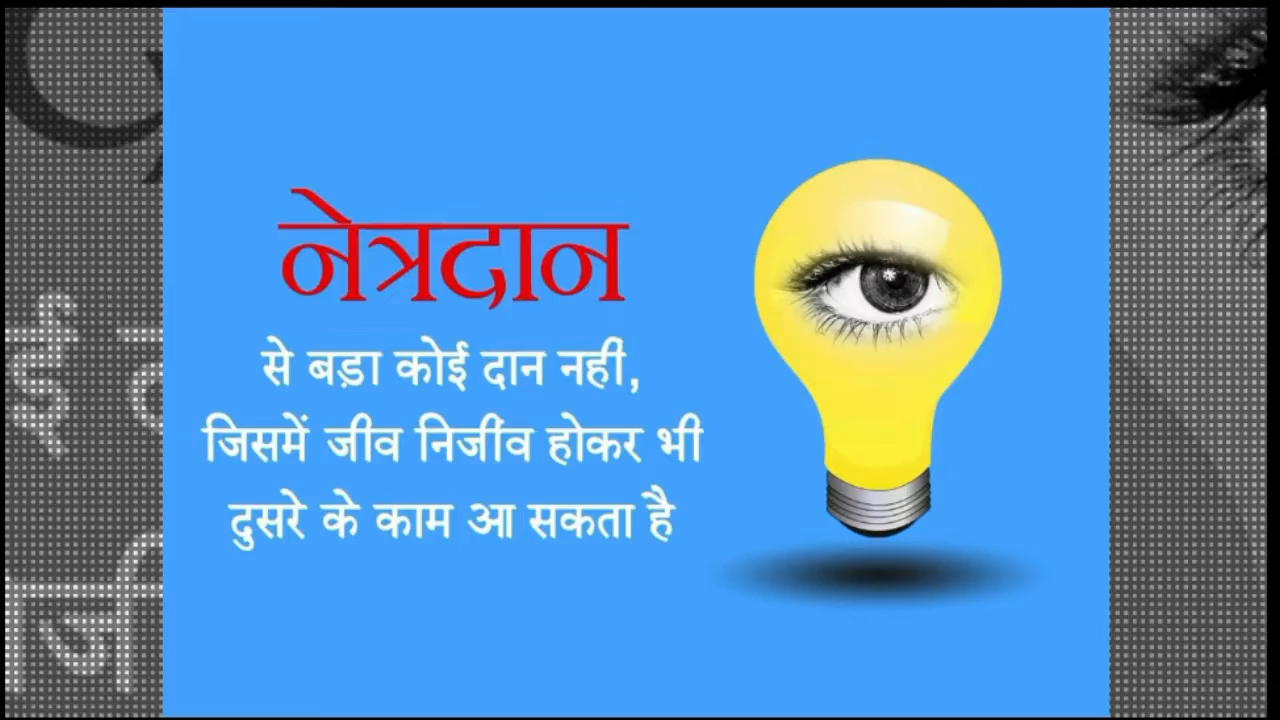 नेत्रदान
से बड़ा कोई दान नहीं,
जिसमें जीव निर्जीव होकर भी
दुसरे के काम आ सकता है